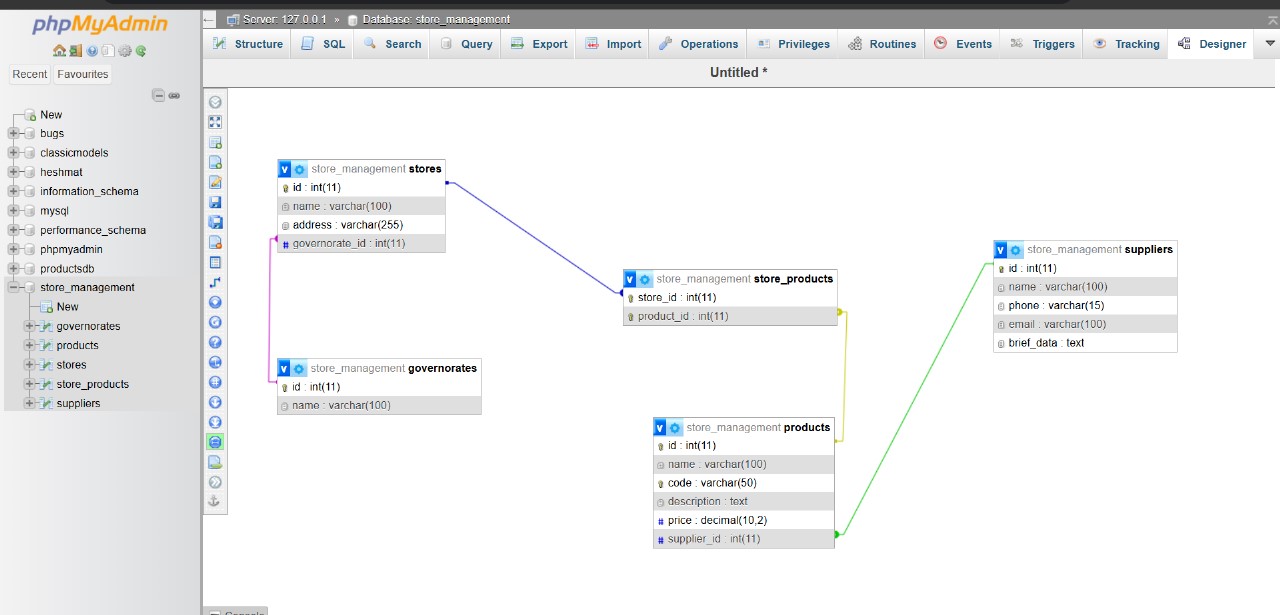 phpMyAdmin
Recent Favourites
New
bugs
classicmodels
heshmat
information_schema
mysql
performance_schema
phpmyadmin
productsdb
store_management
New
governorates
products
stores
store_products
suppliers
Server: 127.0.0.1 » Database: store_management
Structure SQL Search Query Export Import Operations Privileges Routines Events Triggers Tracking Designer
Untitled *
v store_management stores
id : int(11)
name : varchar(100)
address : varchar(255)
# governorate_id : int(11)
v store_management governorates
id : int(11)
name : varchar(100)
v store_management store_products
store_id : int(11)
product_id : int(11)
v store_management products
id : int(11)
name : varchar(100)
code : varchar(50)
description : text
# price : decimal(10,2)
# supplier_id : int(11)
v store_management suppliers
id : int(11)
name : varchar(100)
phone : varchar(15)
email : varchar(100)
brief_data : text
Console